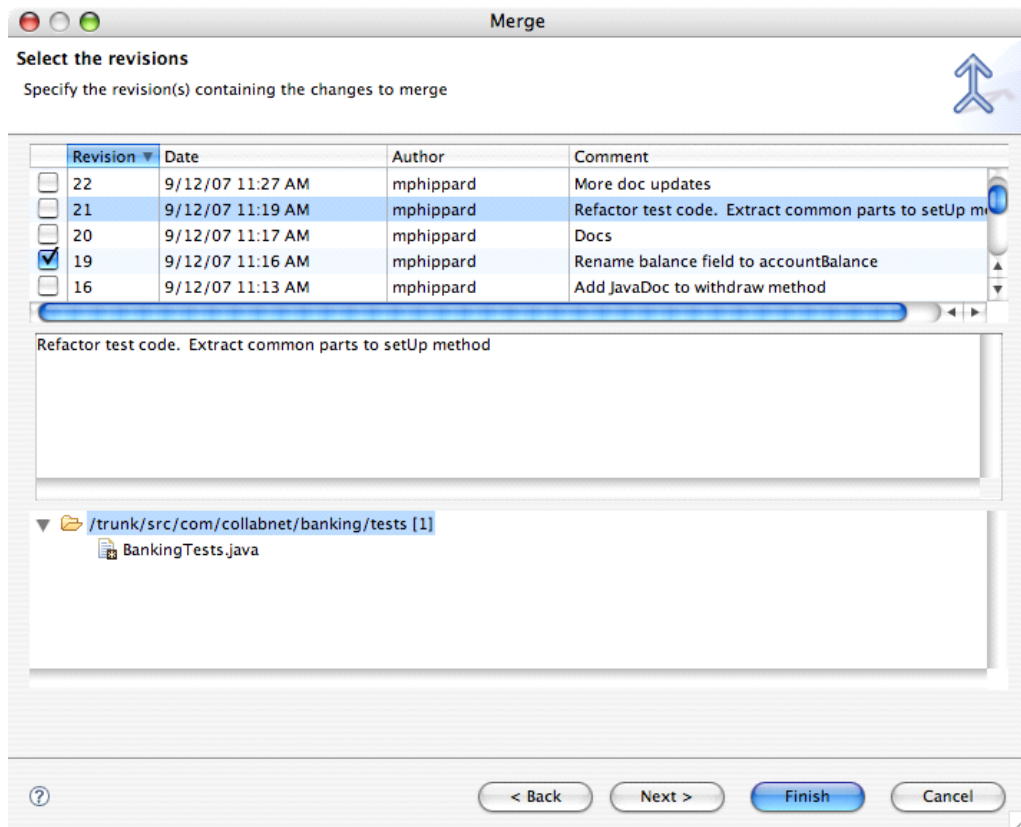 Merge
Select the revisions
Specify the revision(s) containing the changes to merge
Revision Date Author Comment
22 9/12/07 11:27 AM mphippard More doc updates
21 9/12/07 11:19 AM mphippard Refactor test code. Extract common parts to setUp
20 9/12/07 11:17 AM mphippard Docs
19 9/12/07 11:16 AM mphippard Rename balance field to accountBalance
16 9/12/07 11:13 AM mphippard Add JavaDoc to withdraw method
Refactor test code. Extract common parts to setUp method
/trunk/src/com/collabnet/banking/tests [1]
BankingTests.java
? < Back Next > Finish Cancel